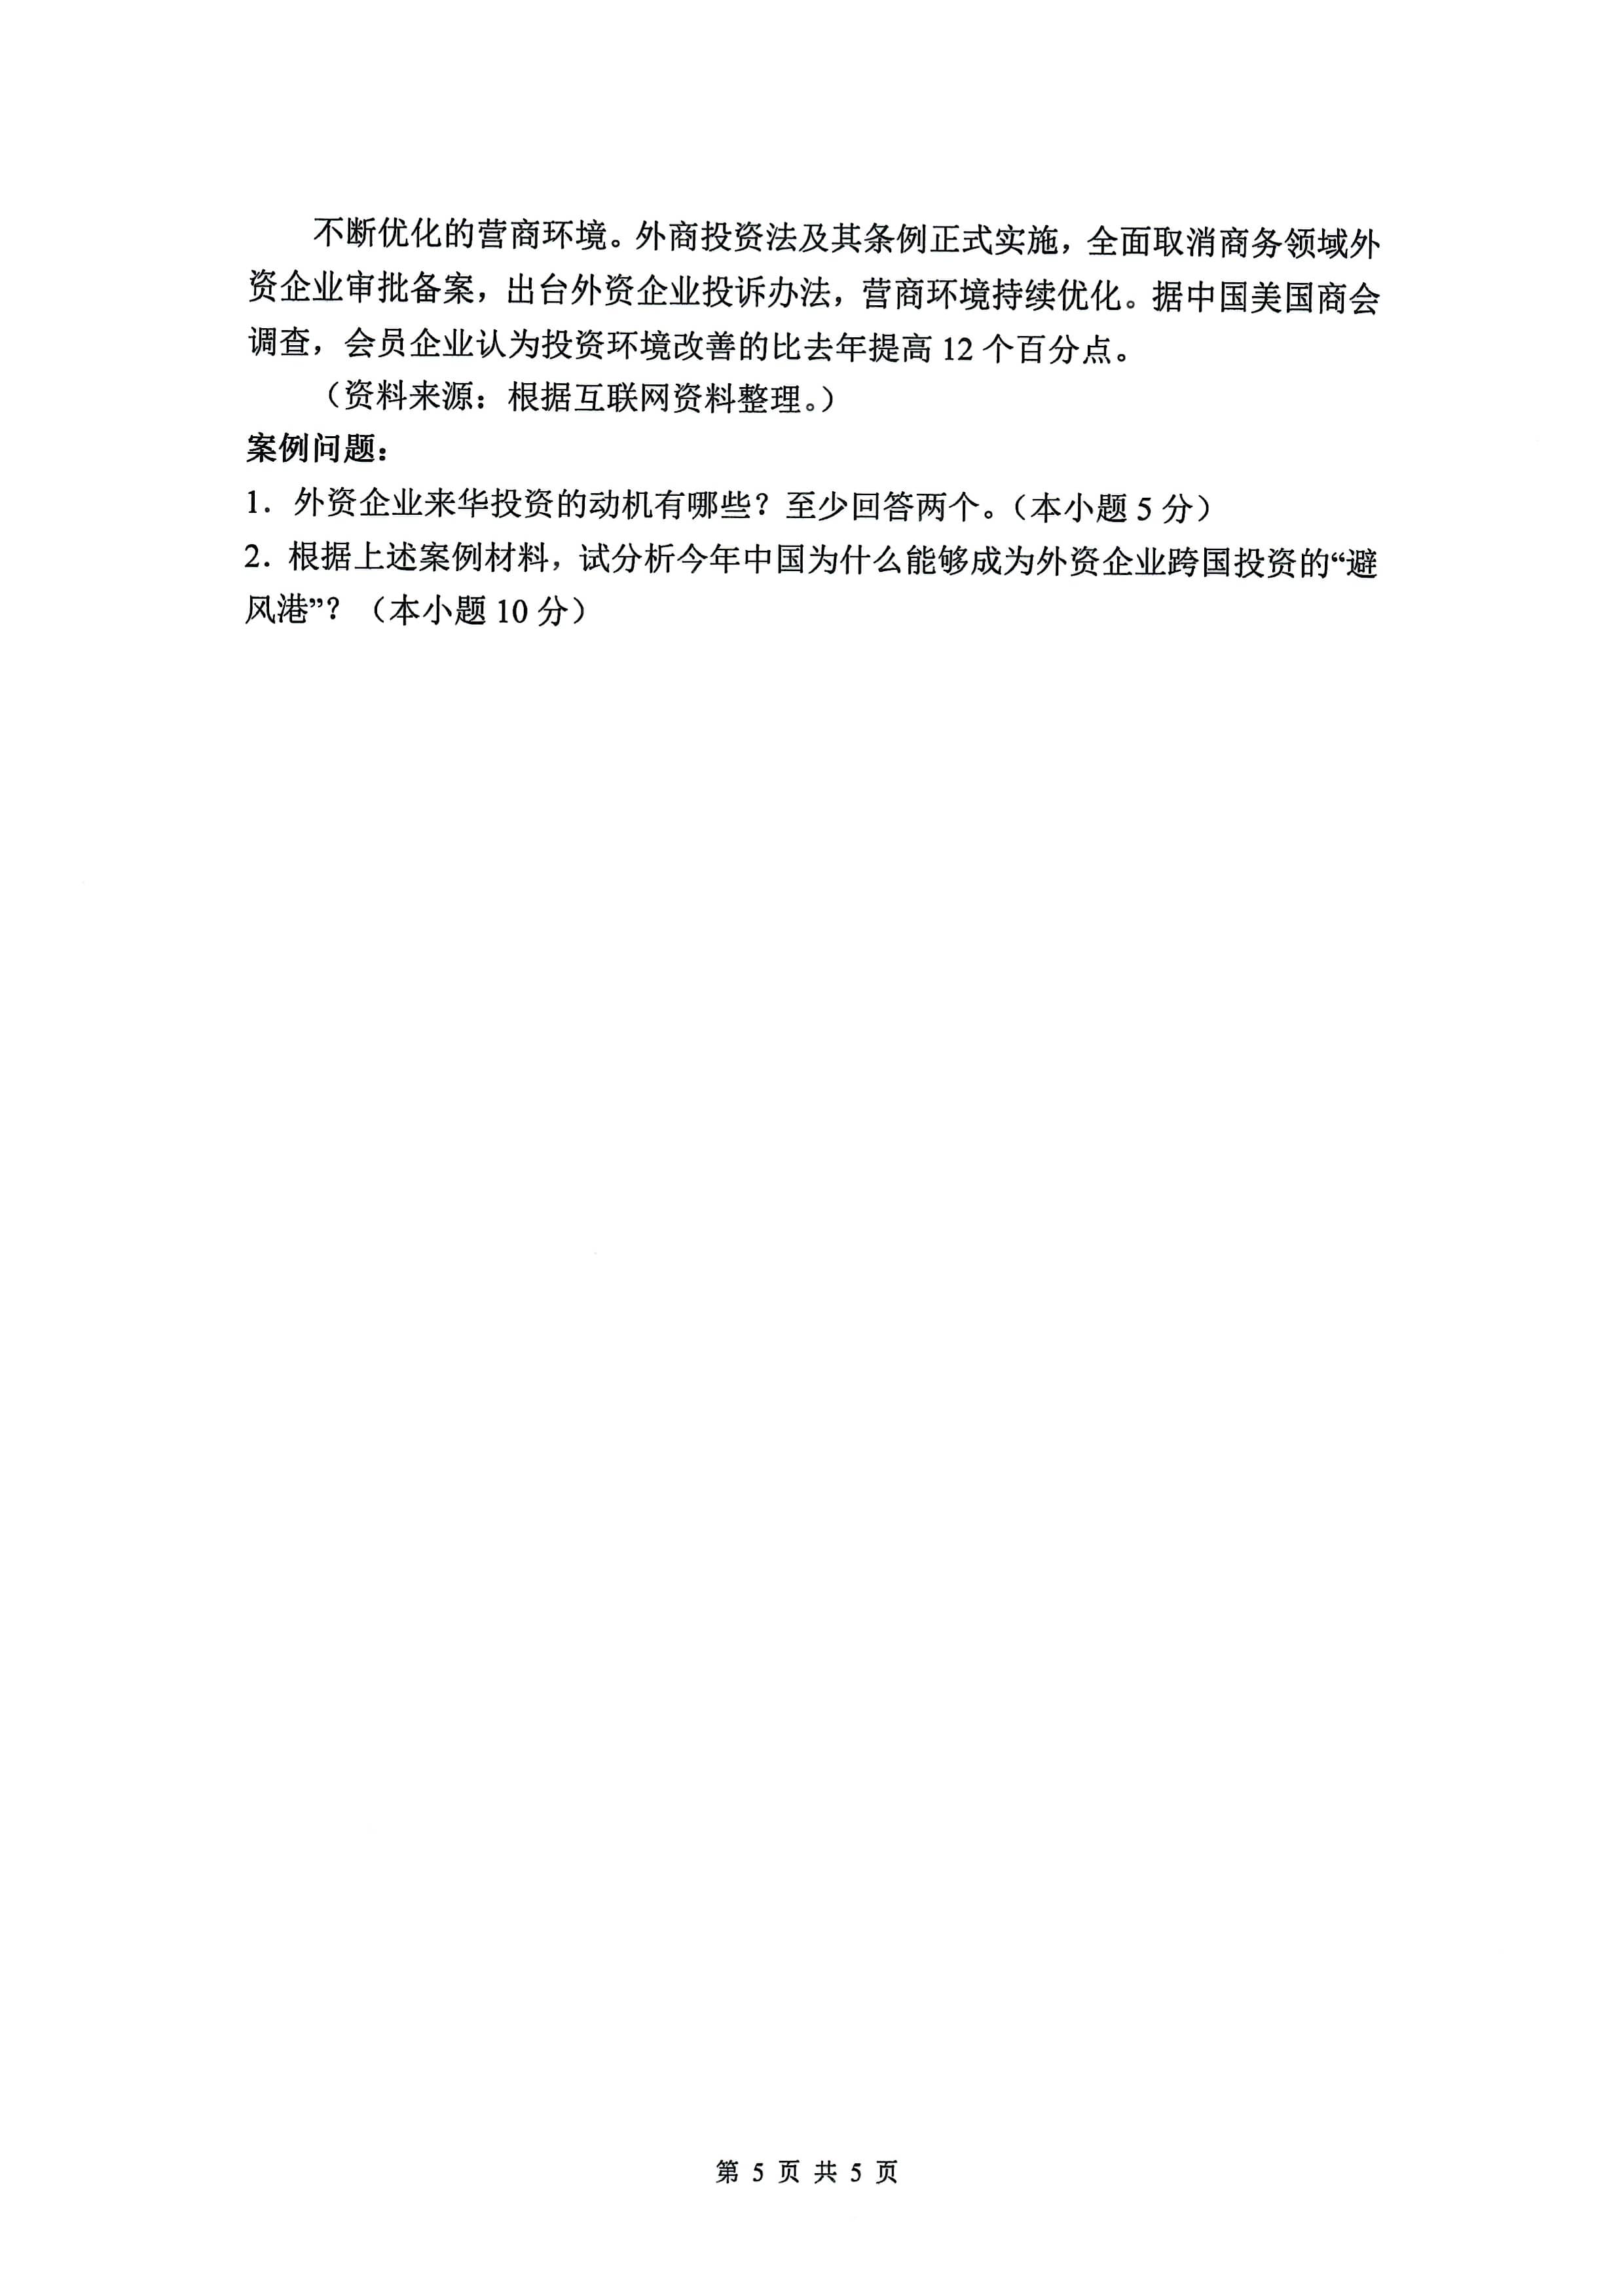 不断优化的营商环境。外商投资法及其条例正式实施，全面取消商务领域外
资企业审批备案，出台外资企业投诉办法，营商环境持续优化。据中国美国商会
调查，会员企业认为投资环境改善的比去年提高 12 个百分点。
（资料来源：根据互联网资料整理。）
案例问题：
1．外资企业来华投资的动机有哪些？至少回答两个。（本小题 5 分）
2．根据上述案例材料，试分析今年中国为什么能够成为外资企业跨国投资的“避
风港”？（本小题 10 分）
第 5 页 共 5 页